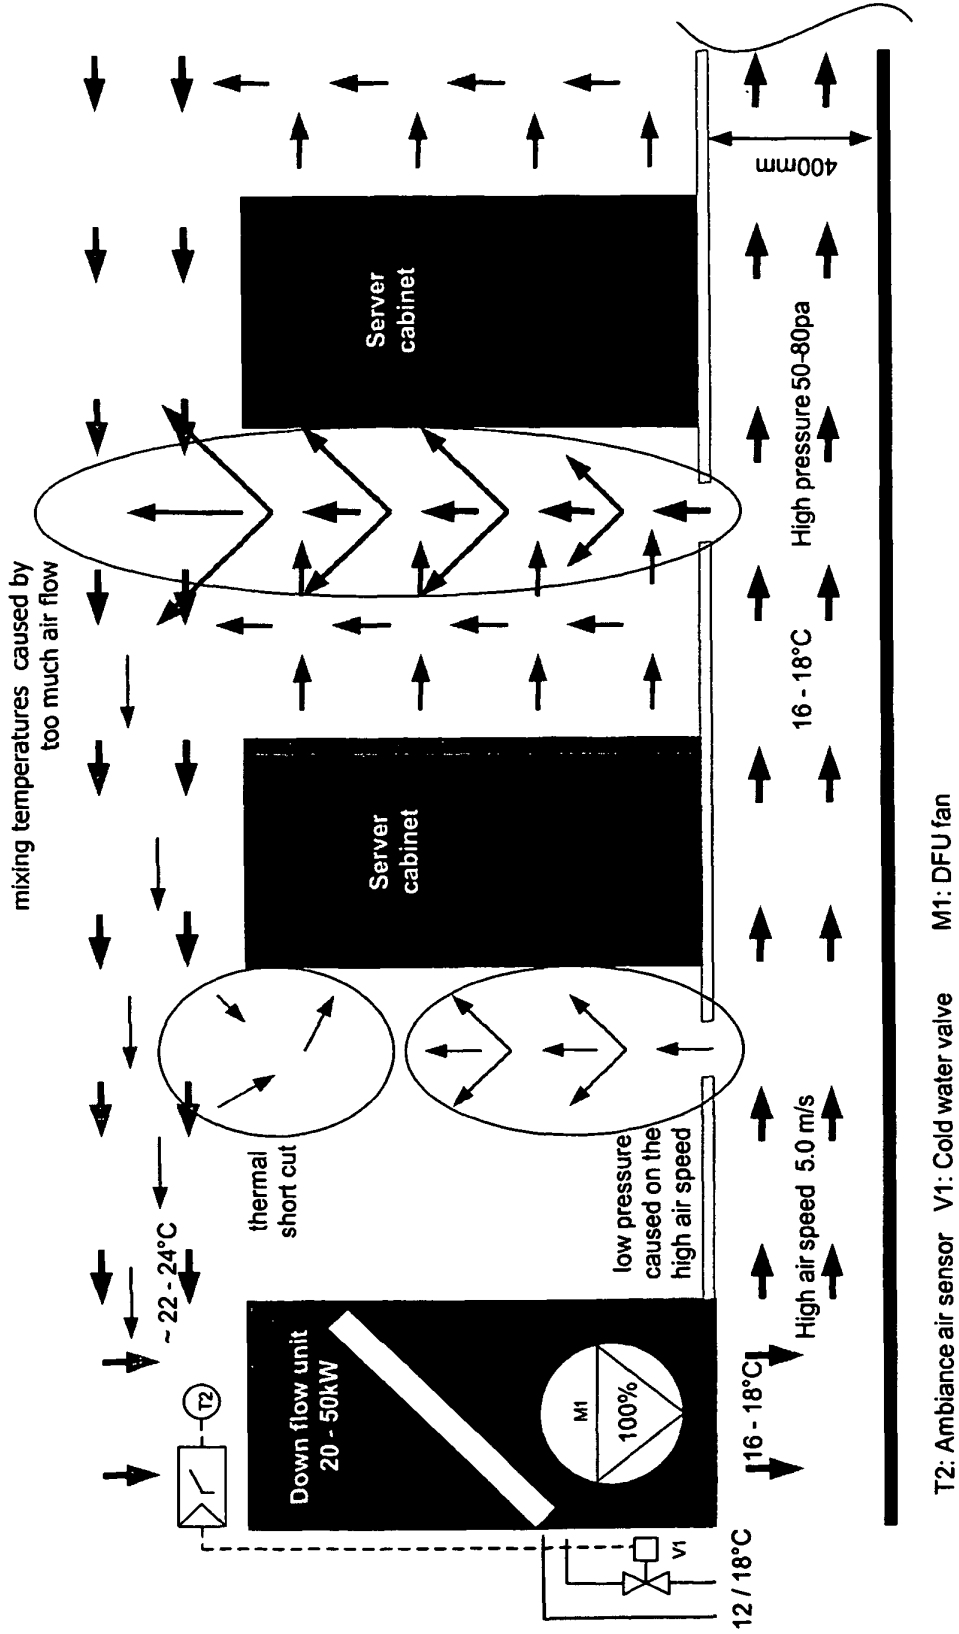 mixing temperatures caused by
too much air flow
~ 22 - 24°C
T2
thermal
short cut
Down flow unit
20 - 50kW
Server
cabinet
Server
cabinet
low pressure
caused on the
high air speed
M1
100%
V1
12 / 18°C
16 - 18°C
High air speed 5.0 m/s
16 - 18°C
High pressure 50-80pa
400mm
T2: Ambiance air sensor V1: Cold water valve M1: DFU fan